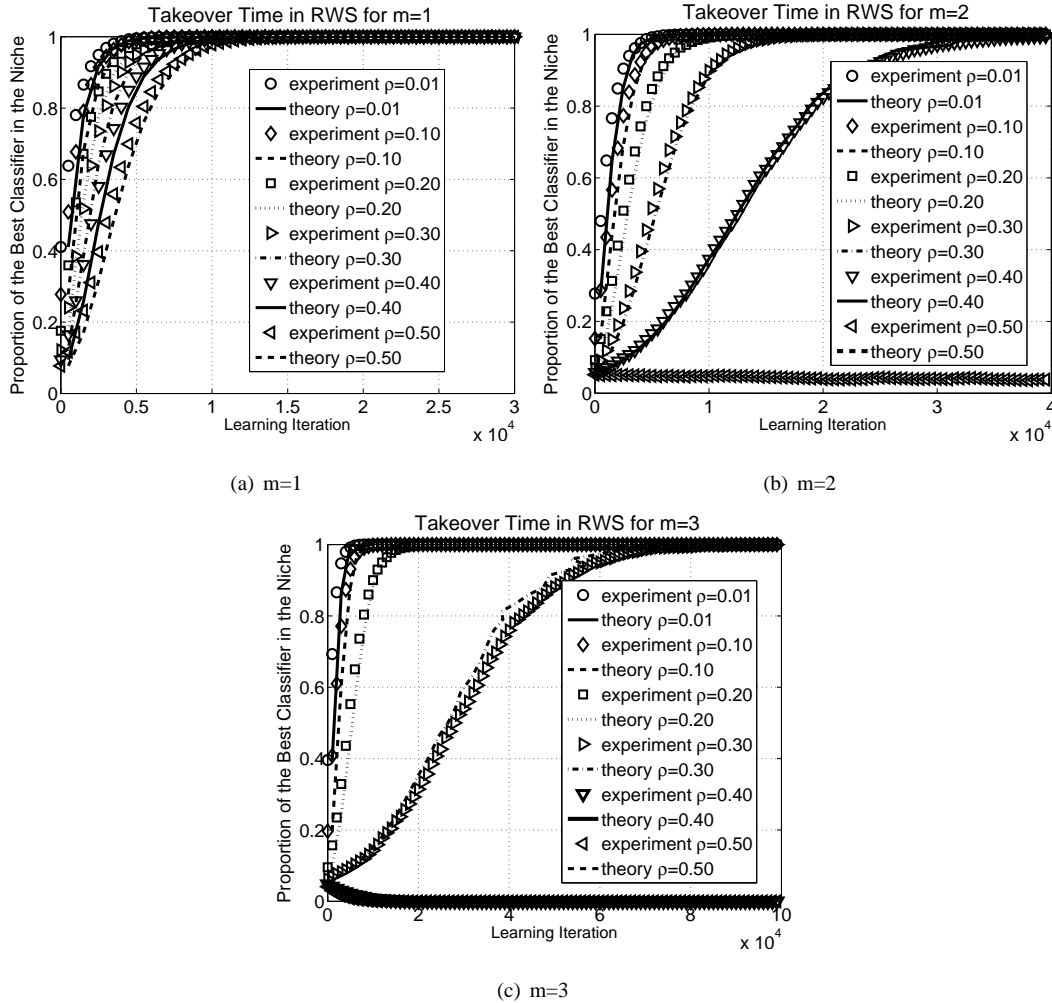 Takeover Time in RWS for m=1
Proportion of the Best Classifier in the Niche
1
0.8
0.6
0.4
0.2
0
experiment ρ=0.01
theory ρ=0.01
experiment ρ=0.10
theory ρ=0.10
experiment ρ=0.20
theory ρ=0.20
experiment ρ=0.30
theory ρ=0.30
experiment ρ=0.40
theory ρ=0.40
experiment ρ=0.50
theory ρ=0.50
0 0.5 1 1.5 2 2.5 3
Learning Iteration
x 10^4
(a) m=1
Takeover Time in RWS for m=2
Proportion of the Best Classifier in the Niche
1
0.8
0.6
0.4
0.2
0
experiment ρ=0.01
theory ρ=0.01
experiment ρ=0.10
theory ρ=0.10
experiment ρ=0.20
theory ρ=0.20
experiment ρ=0.30
theory ρ=0.30
experiment ρ=0.40
theory ρ=0.40
experiment ρ=0.50
theory ρ=0.50
0 1 2 3 4
Learning Iteration
x 10^4
(b) m=2
Takeover Time in RWS for m=3
Proportion of the Best Classifier in the Niche
1
0.8
0.6
0.4
0.2
0
experiment ρ=0.01
theory ρ=0.01
experiment ρ=0.10
theory ρ=0.10
experiment ρ=0.20
theory ρ=0.20
experiment ρ=0.30
theory ρ=0.30
experiment ρ=0.40
theory ρ=0.40
experiment ρ=0.50
theory ρ=0.50
0 2 4 6 8 10
Learning Iteration
x 10^4
(c) m=3